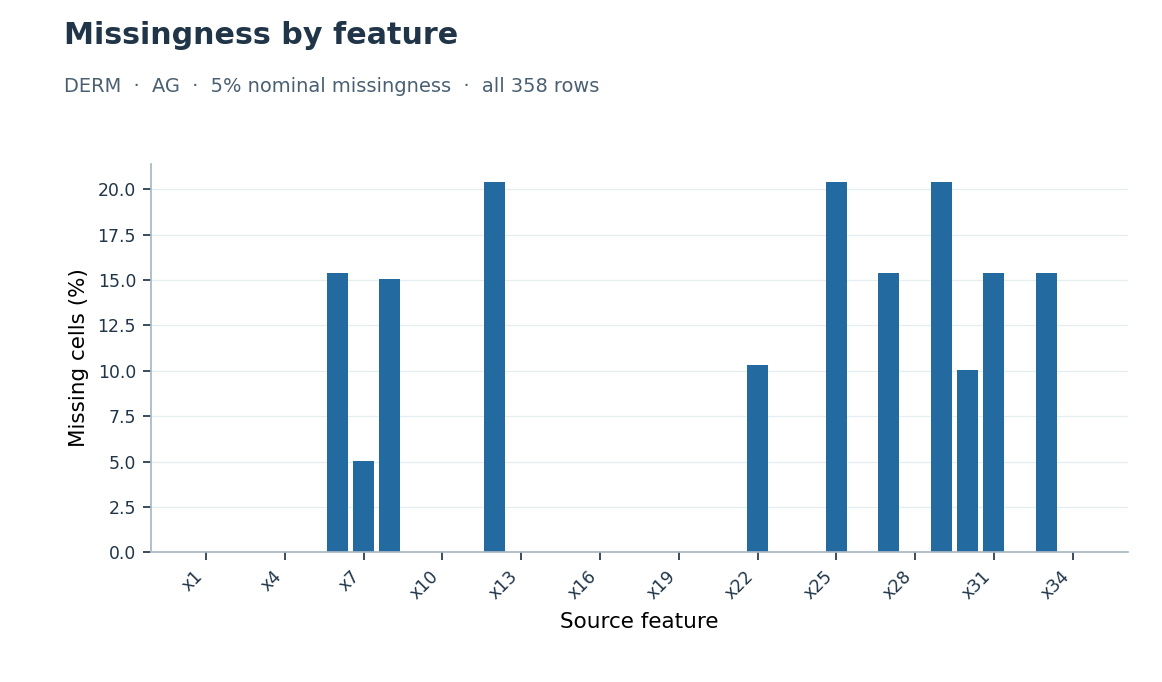 Missingness by feature
DERM · AG · 5% nominal missingness · all 358 rows
20.0
17.5
15.0
12.5
10.0
7.5
5.0
2.5
0.0
Missing cells (%)
x1 x4 x7 x10 x13 x16 x19 x22 x25 x28 x31 x34
Source feature